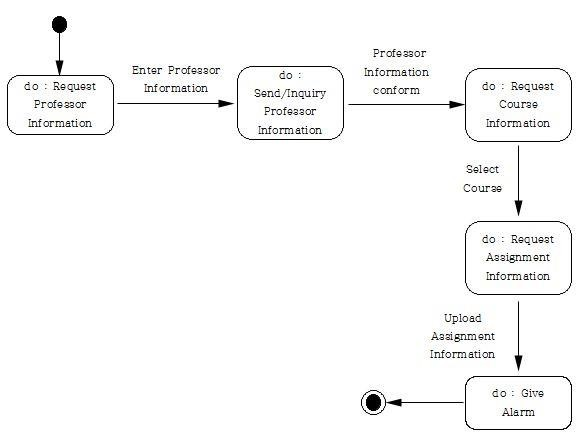 do : Request
Professor
Information
Enter Professor
Information
do :
Send/Inquiry
Professor
Information
Professor
Information
conform
do : Request
Course
Information
Select
Course
do : Request
Assignment
Information
Upload
Assignment
Information
do : Give
Alarm